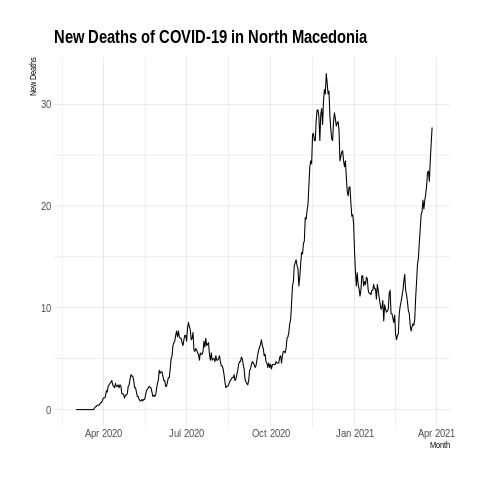 New Deaths of COVID-19 in North Macedonia
New Deaths
30
20
10
0
Apr 2020 Jul 2020 Oct 2020 Jan 2021 Apr 2021
Month